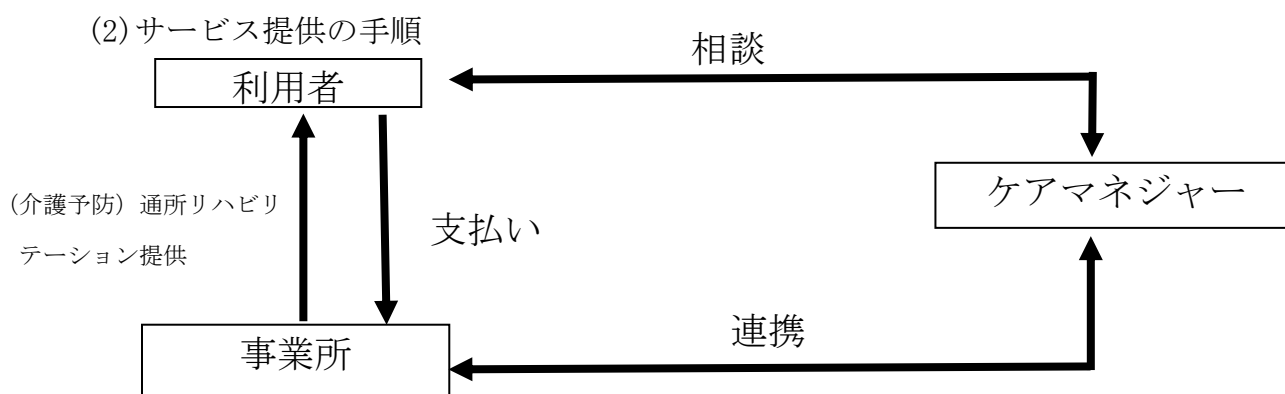 (2)サービス提供の手順
相談
利用者
ケアマネジャー
(介護予防) 通所リハビリ
テーション提供
支払い
連携
事業所